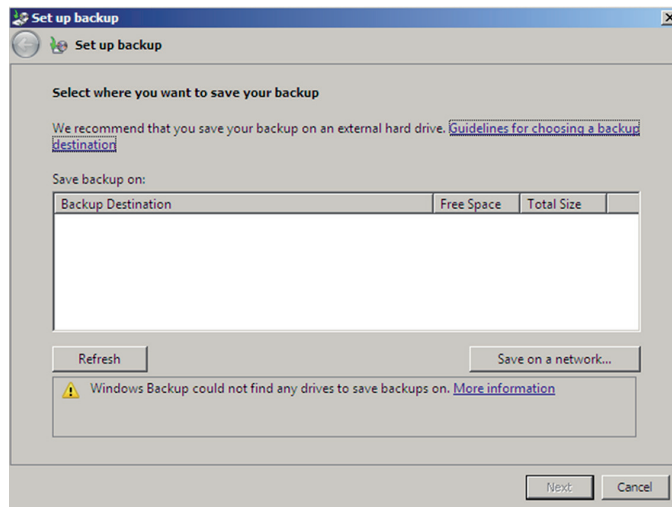 Set up backup
Set up backup
Select where you want to save your backup
We recommend that you save your backup on an external hard drive. Guidelines for choosing a backup
destination
Save backup on:
Backup Destination Free Space Total Size
Refresh Save on a network...
Windows Backup could not find any drives to save backups on. More information
Next Cancel